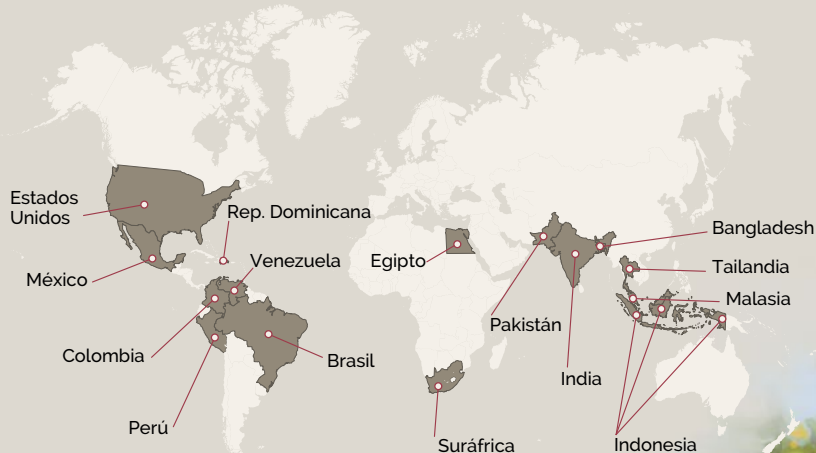 Estados
Unidos
Rep. Dominicana
México
Venezuela
Colombia
Brasil
Perú
Egipto
Suráfrica
Pakistán
India
Bangladesh
Tailandia
Malasia
Indonesia